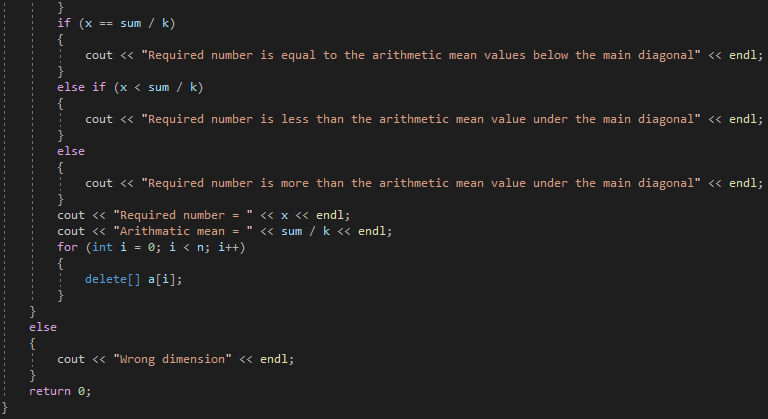 }
        if (x == sum / k)
        {
            cout << "Required number is equal to the arithmetic mean values below the main diagonal" << endl;
        }
        else if (x < sum / k)
        {
            cout << "Required number is less than the arithmetic mean value under the main diagonal" << endl;
        }
        else
        {
            cout << "Required number is more than the arithmetic mean value under the main diagonal" << endl;
        }
        cout << "Required number = " << x << endl;
        cout << "Arithmatic mean = " << sum / k << endl;
        for (int i = 0; i < n; i++)
        {
            delete[] a[i];
        }
    }
    else
    {
        cout << "Wrong dimension" << endl;
    }
    return 0;
}